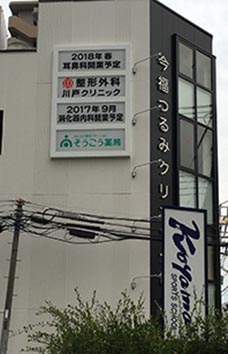 2018年 春
耳鼻科開業予定
整形外科
川戸クリニック
2017年 9月
消化器内科開業予定
そうごう薬局
今福つるみクリ
Koyama
SPORTS SCHOOL